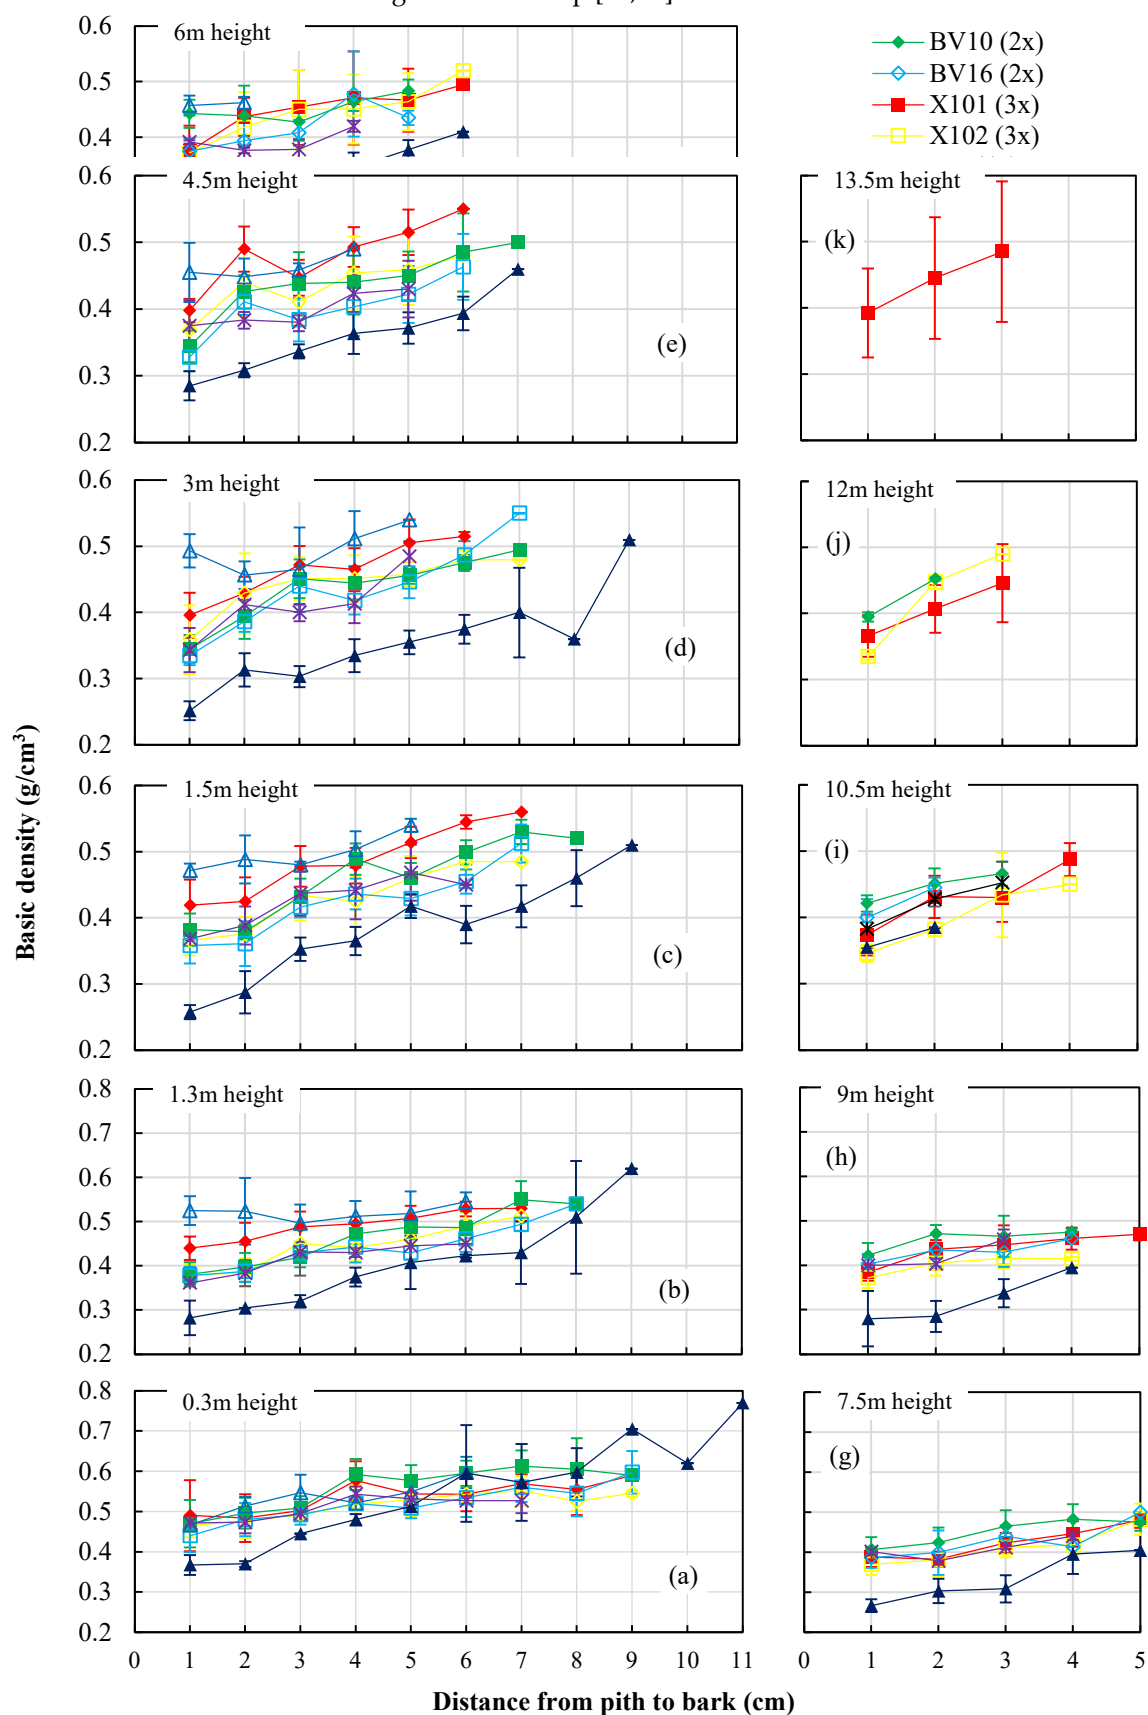 6m height
0.6
0.5
0.4
BV10 (2x)
BV16 (2x)
X101 (3x)
X102 (3x)
4.5m height
0.6
0.5
0.4
0.3
0.2
(e)
13.5m height
(k)
3m height
0.6
0.5
0.4
0.3
0.2
(d)
12m height
(j)
Basic density (g/cm³)
1.5m height
0.6
0.5
0.4
0.3
0.2
(c)
10.5m height
(i)
1.3m height
0.8
0.7
0.6
0.5
0.4
0.3
0.2
(b)
9m height
(h)
0.3m height
0.8
0.7
0.6
0.5
0.4
0.3
0.2
(a)
7.5m height
(g)
0 1 2 3 4 5 6 7 8 9 10 11
0 1 2 3 4 5
Distance from pith to bark (cm)